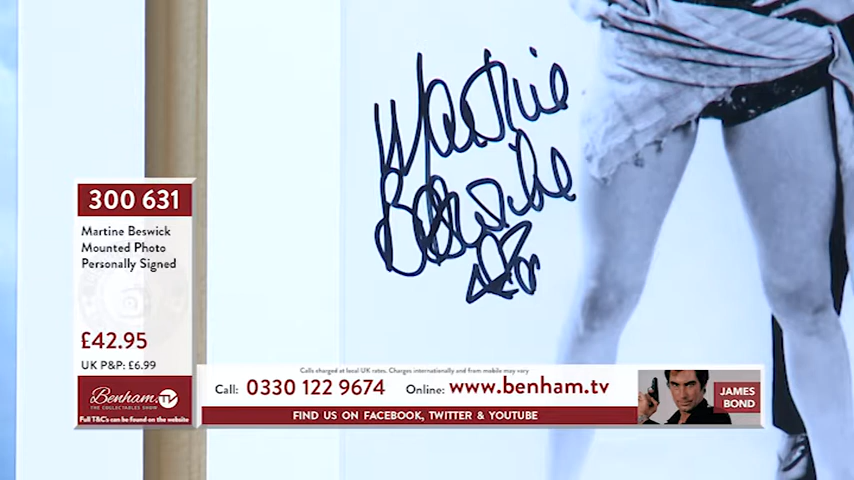 Martine
Beswicke
300 631
Martine Beswick
Mounted Photo
Personally Signed
£42.95
UK P&P: £6.99
Benham.TV
THE COLLECTABLES SHOW
Full T&C's can be found on the website
Calls charged at local UK rates. Charges internationally and from mobile may vary
Call: 0330 122 9674 Online: www.benham.tv
FIND US ON FACEBOOK, TWITTER & YOUTUBE
JAMES
BOND